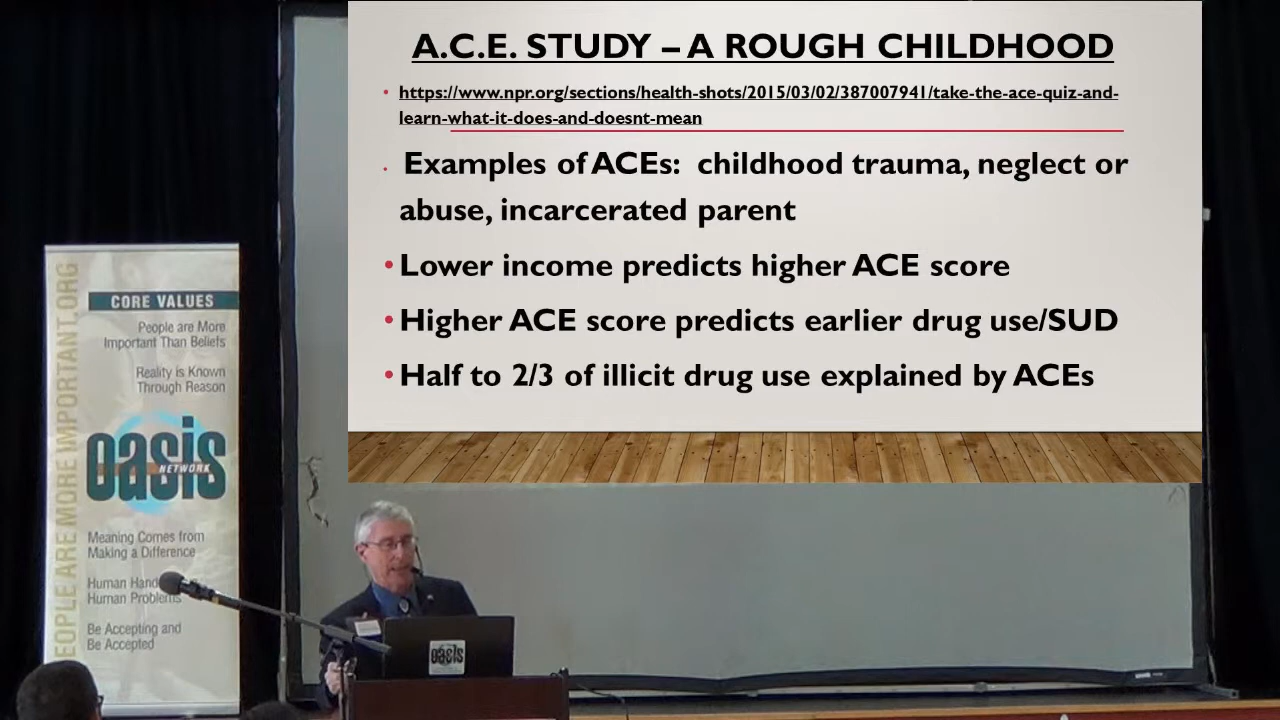 A.C.E. STUDY – A ROUGH CHILDHOOD
• https://www.npr.org/sections/health-shots/2015/03/02/387007941/take-the-ace-quiz-and-
learn-what-it-does-and-doesnt-mean
• Examples of ACEs: childhood trauma, neglect or
abuse, incarcerated parent
• Lower income predicts higher ACE score
• Higher ACE score predicts earlier drug use/SUD
• Half to 2/3 of illicit drug use explained by ACEs
PEOPLE ARE MORE IMPORTANT.ORG
CORE VALUES
People are More
Important Than Beliefs
Reality is Known
Through Reason
oasis
NETWORK
Meaning Comes from
Making a Difference
Human
Human Problems
Be Accepting and
Be Accepted
oasis